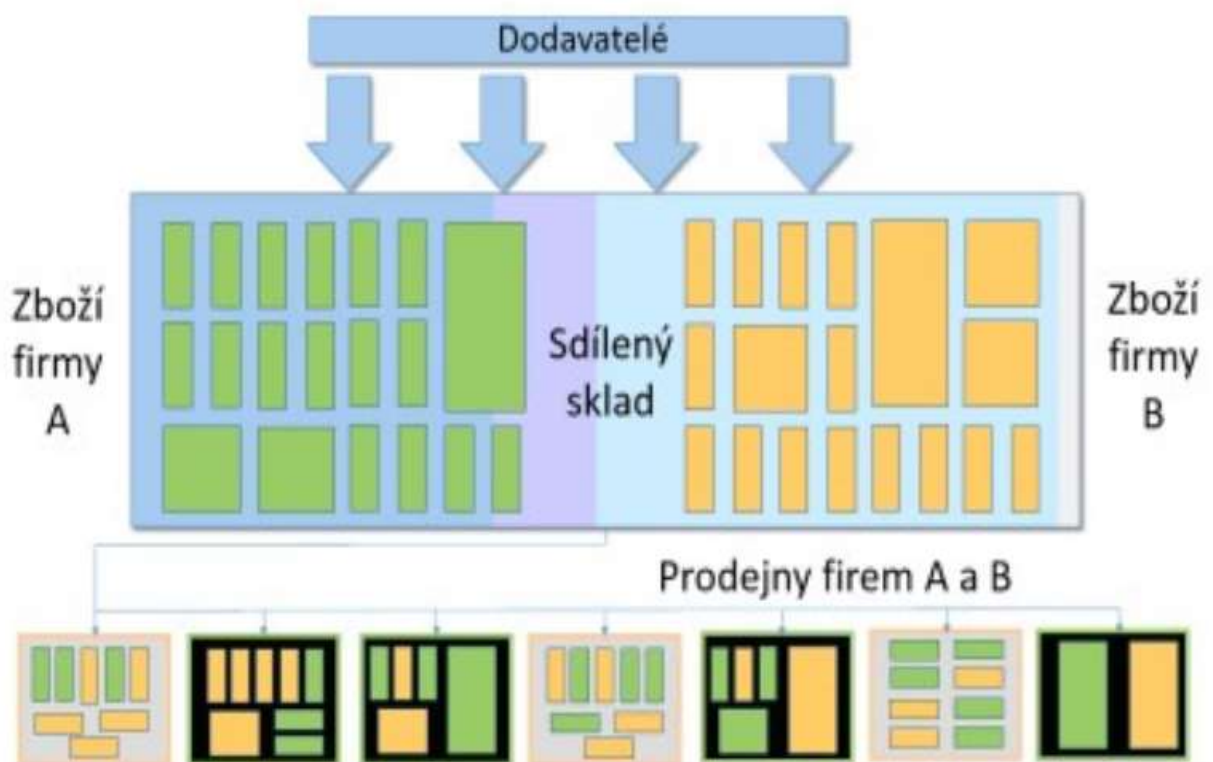 Dodavatelé
Zboží
firmy
A
Sdílený
sklad
Zboží
firmy
B
Prodejny firem A a B